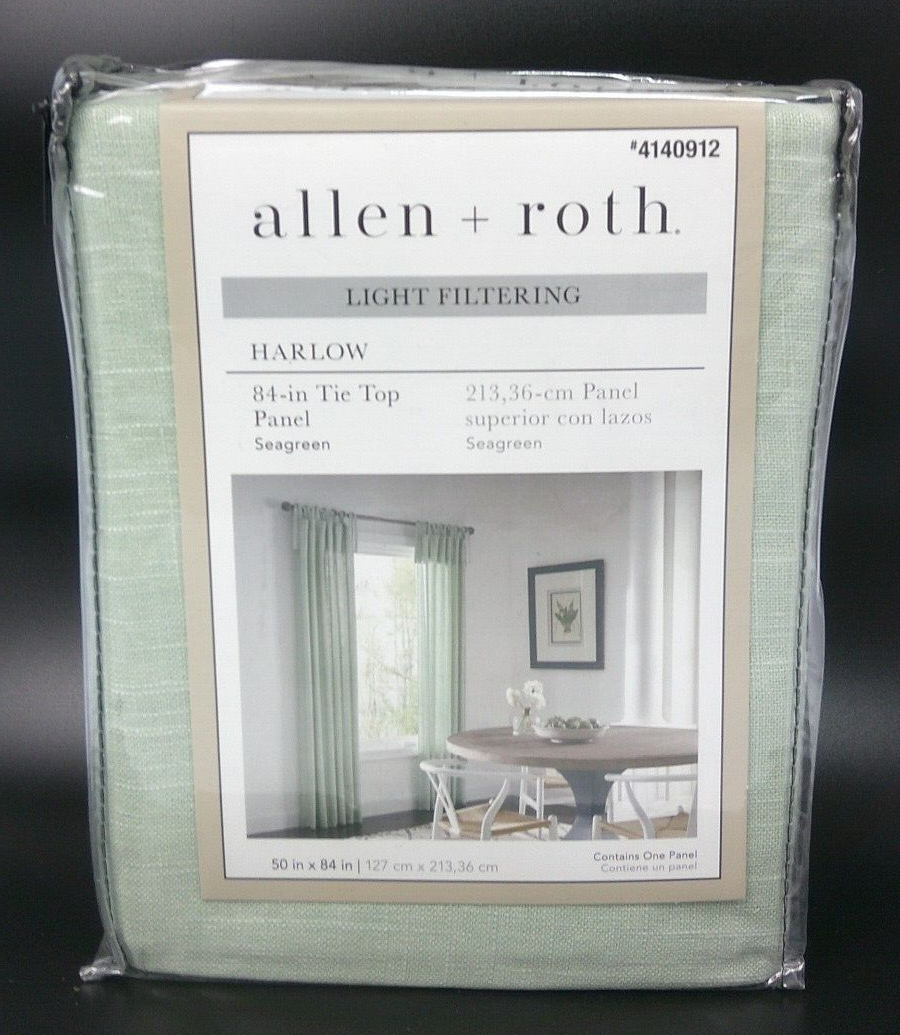 #4140912
allen + roth.
LIGHT FILTERING
HARLOW
84-in Tie Top
Panel
Seagreen
213,36-cm Panel
superior con lazos
Seagreen
50 in x 84 in | 127 cm x 213,36 cm
Contains One Panel
Contiene un panel